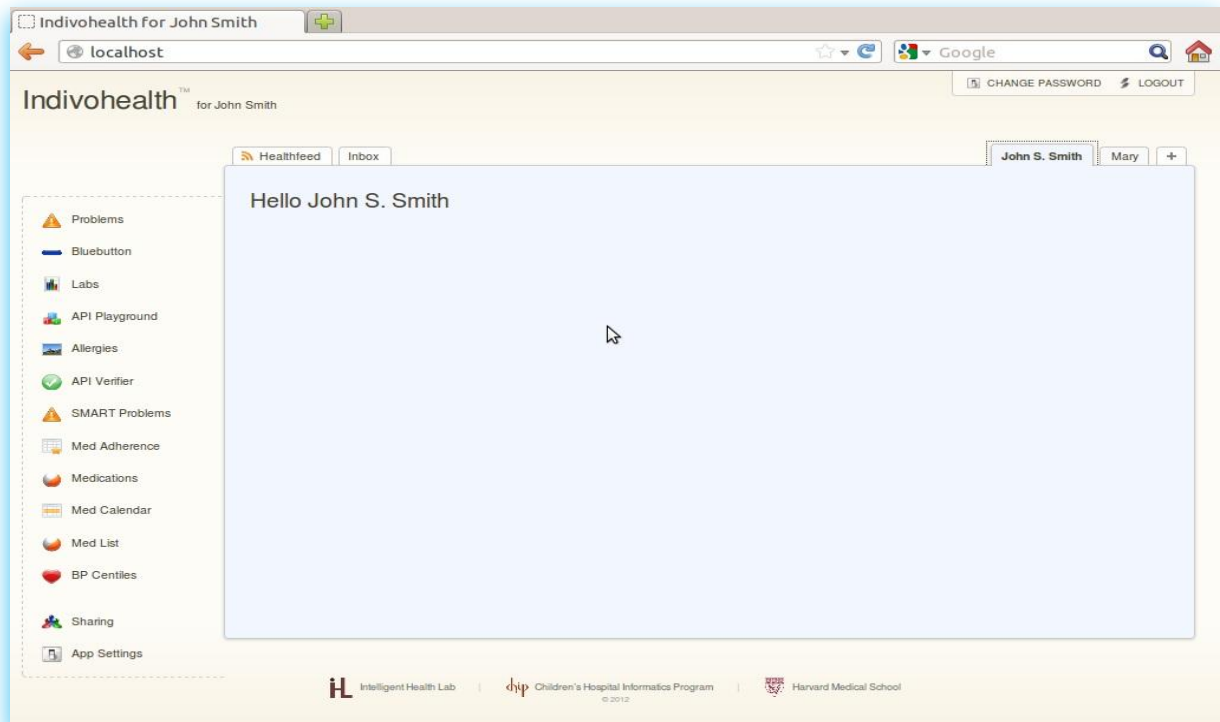 Indivohealth for John Smith
localhost
Google
CHANGE PASSWORD LOGOUT
Indivohealth™ for John Smith
Healthfeed Inbox John S. Smith Mary +
Hello John S. Smith
Problems
Bluebutton
Labs
API Playground
Allergies
API Verifier
SMART Problems
Med Adherence
Medications
Med Calendar
Med List
BP Centiles
Sharing
App Settings
iHL Intelligent Health Lab | chip Children's Hospital Informatics Program | Harvard Medical School
© 2012